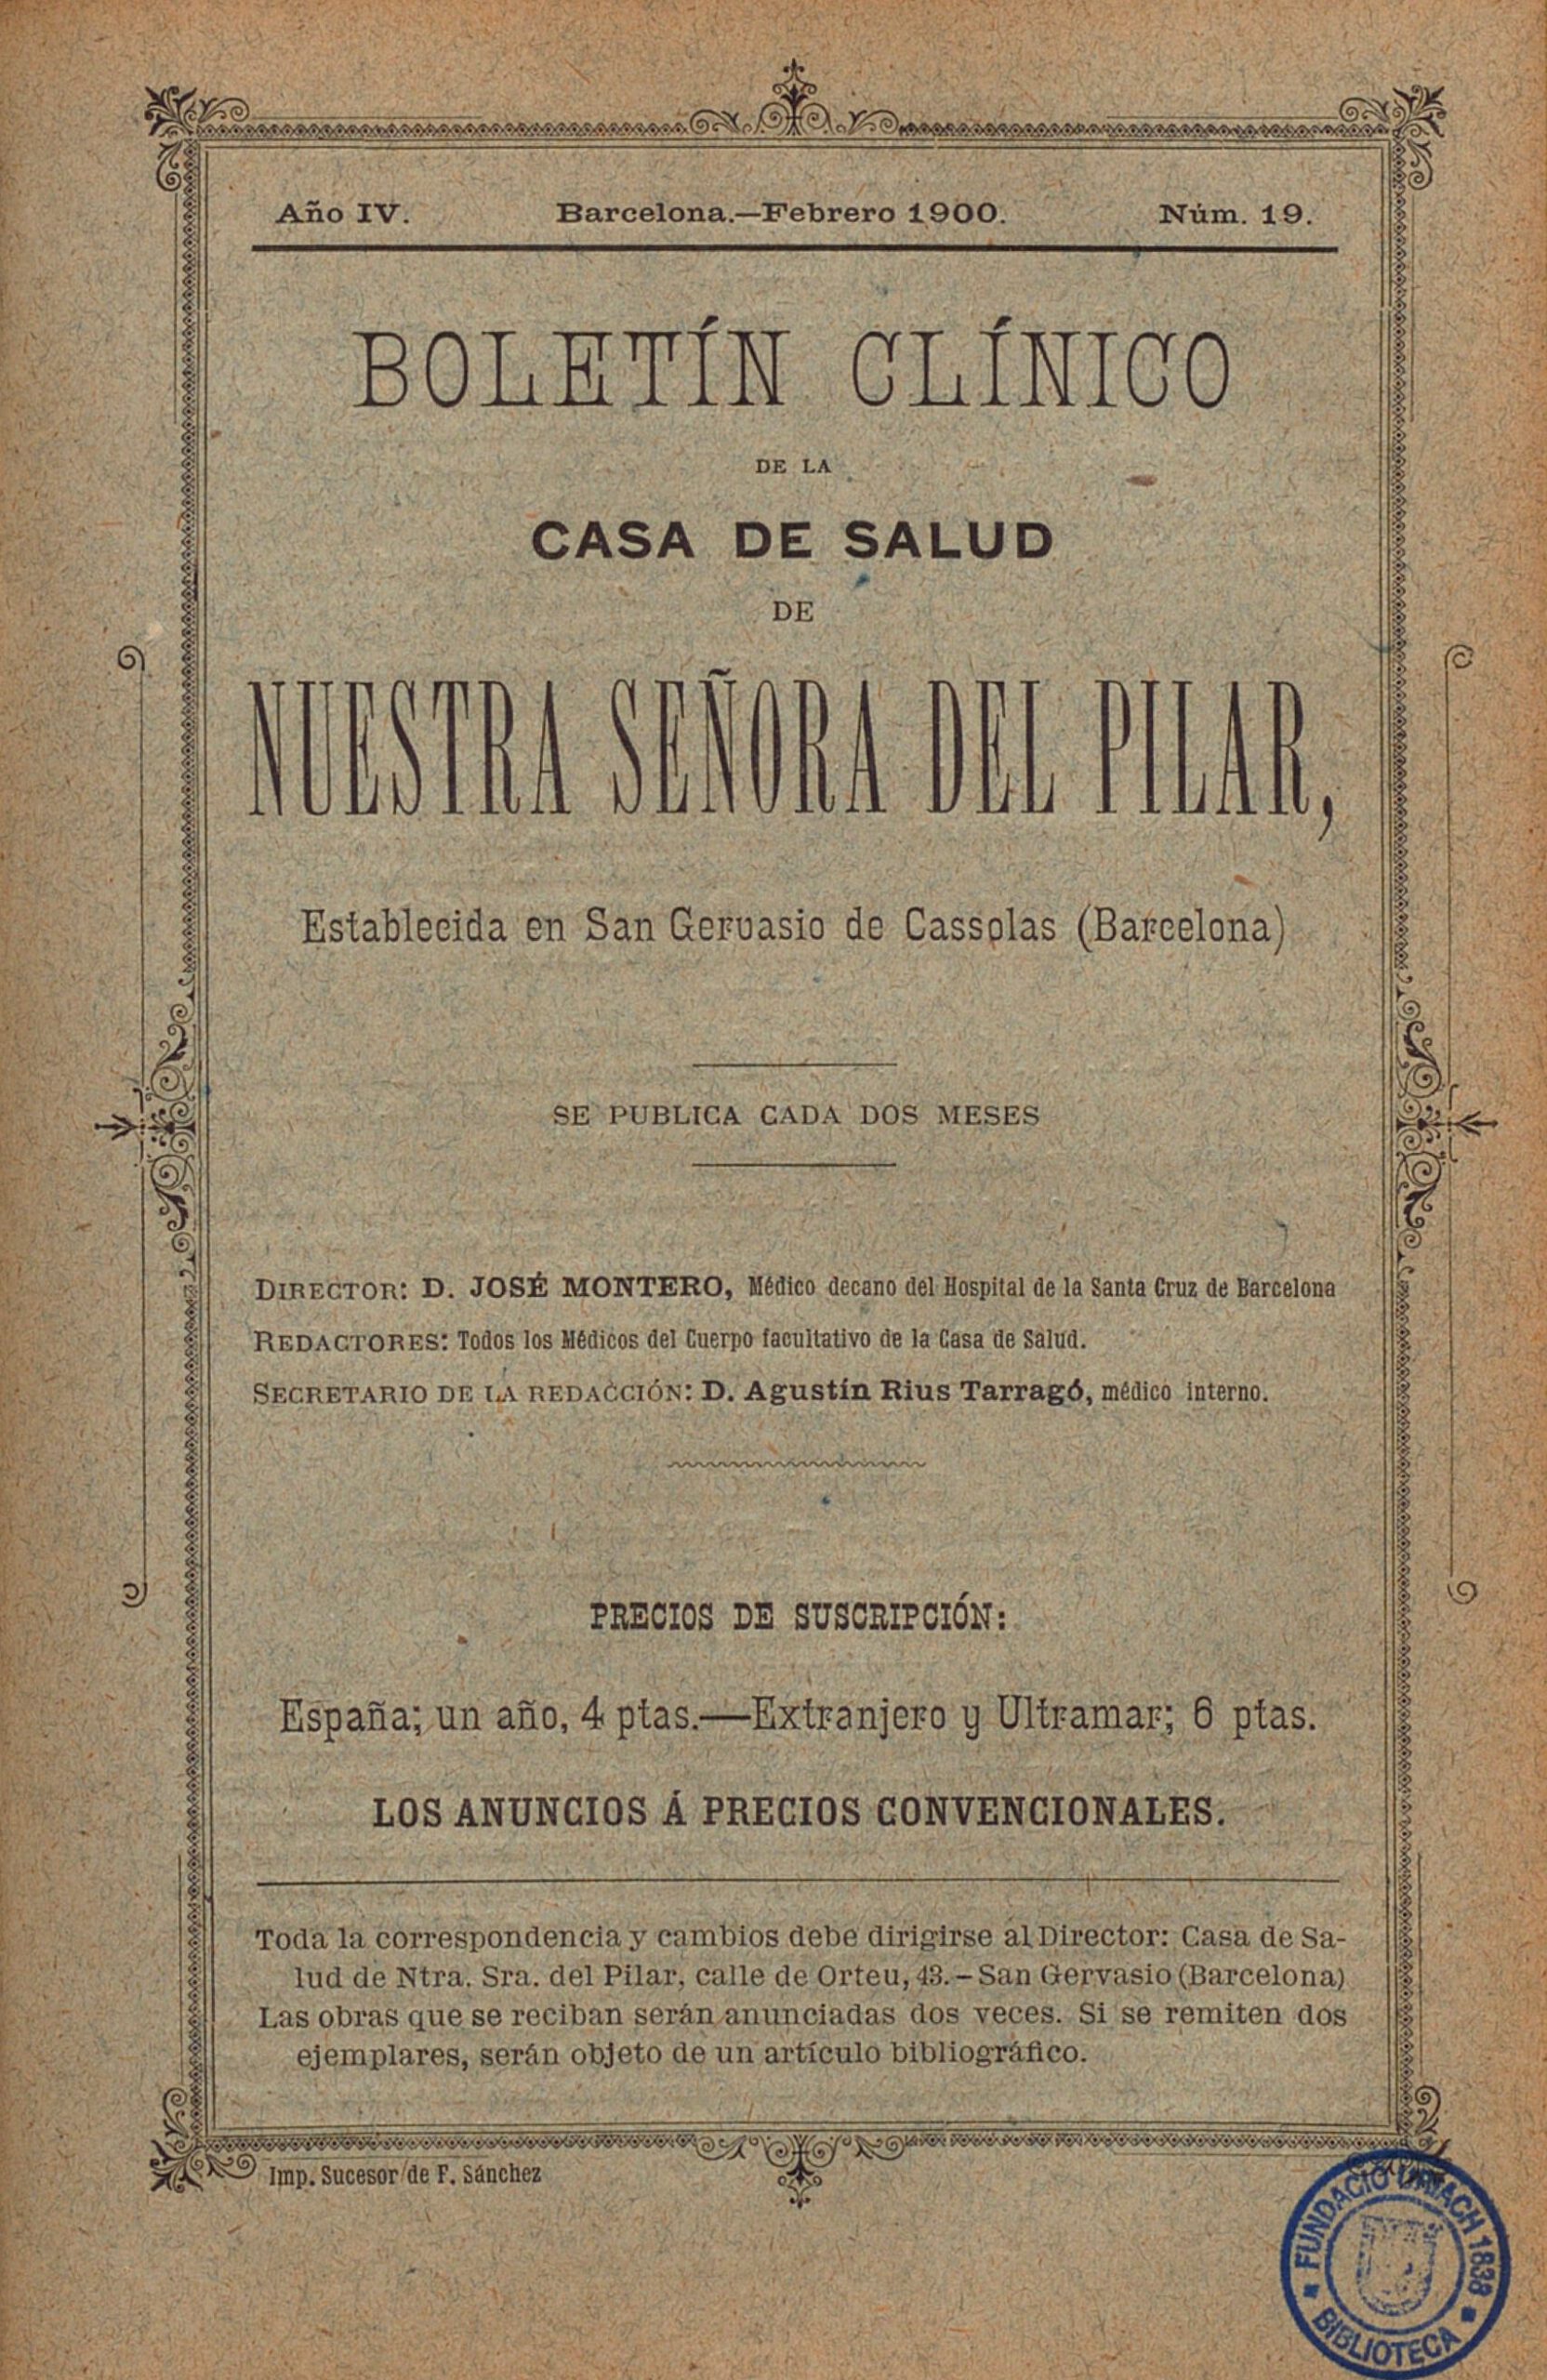 Año IV. Barcelona.—Febrero 1900. Núm. 19.
BOLETÍN CLÍNICO
DE LA
CASA DE SALUD
DE
NUESTRA SEÑORA DEL PILAR,
Establecida en San Gervasio de Cassolas (Barcelona)
SE PUBLICA CADA DOS MESES
DIRECTOR: D. JOSÉ MONTERO, Médico decano del Hospital de la Santa Cruz de Barcelona
REDACTORES: Todos los Médicos del Cuerpo facultativo de la Casa de Salud.
SECRETARIO DE LA REDACCIÓN: D. Agustín Rius Tarragó, médico interno.
PRECIOS DE SUSCRIPCIÓN:
España; un año, 4 ptas.—Extranjero y Ultramar; 6 ptas.
LOS ANUNCIOS Á PRECIOS CONVENCIONALES.
Toda la correspondencia y cambios debe dirigirse al Director: Casa de Sa-
lud de Ntra. Sra. del Pilar, calle de Orteu, 43.—San Gervasio (Barcelona)
Las obras que se reciban serán anunciadas dos veces. Si se remiten dos
ejemplares, serán objeto de un artículo bibliográfico.
Imp. Sucesor de F. Sánchez
FUNDACIÓ URIACH 1838
BIBLIOTECA